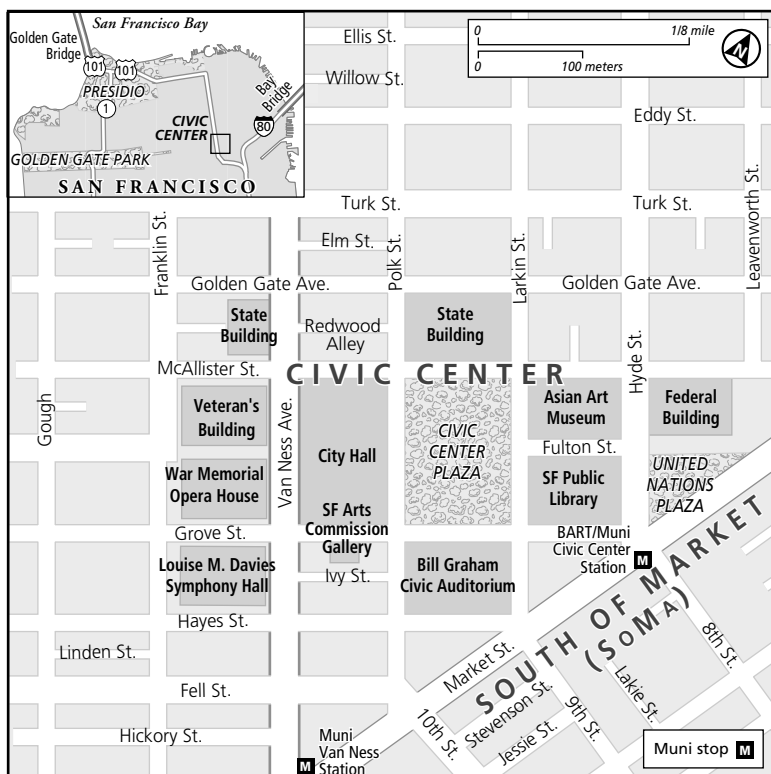 San Francisco Bay
Golden Gate
Bridge
101
101
PRESIDIO
1
Bay
Bridge
CIVIC
CENTER
80
GOLDEN GATE PARK
SAN FRANCISCO
0
1/8 mile
0
100 meters
N
Ellis St.
Willow St.
Eddy St.
Turk St.
Turk St.
Franklin St.
Elm St.
Polk St.
Larkin St.
Leavenworth St.
Golden Gate Ave.
Golden Gate Ave.
State
Building
Redwood
Alley
State
Building
Hyde St.
McAllister St.
CIVIC CENTER
Gough
Veteran's
Building
Van Ness Ave.
City Hall
CIVIC
CENTER
PLAZA
Asian Art
Museum
Federal
Building
Fulton St.
War Memorial
Opera House
SF Public
Library
UNITED
NATIONS
PLAZA
SF Arts
Commission
Gallery
Grove St.
BART/Muni
Civic Center
Station
M
Louise M. Davies
Symphony Hall
Ivy St.
Bill Graham
Civic Auditorium
SOUTH OF MARKET
(SOMA)
Hayes St.
Linden St.
Market St.
8th St.
Lakie St.
Fell St.
Stevenson St.
9th St.
10th St.
Jessie St.
Hickory St.
Muni
Van Ness
Station
M
Muni stop M